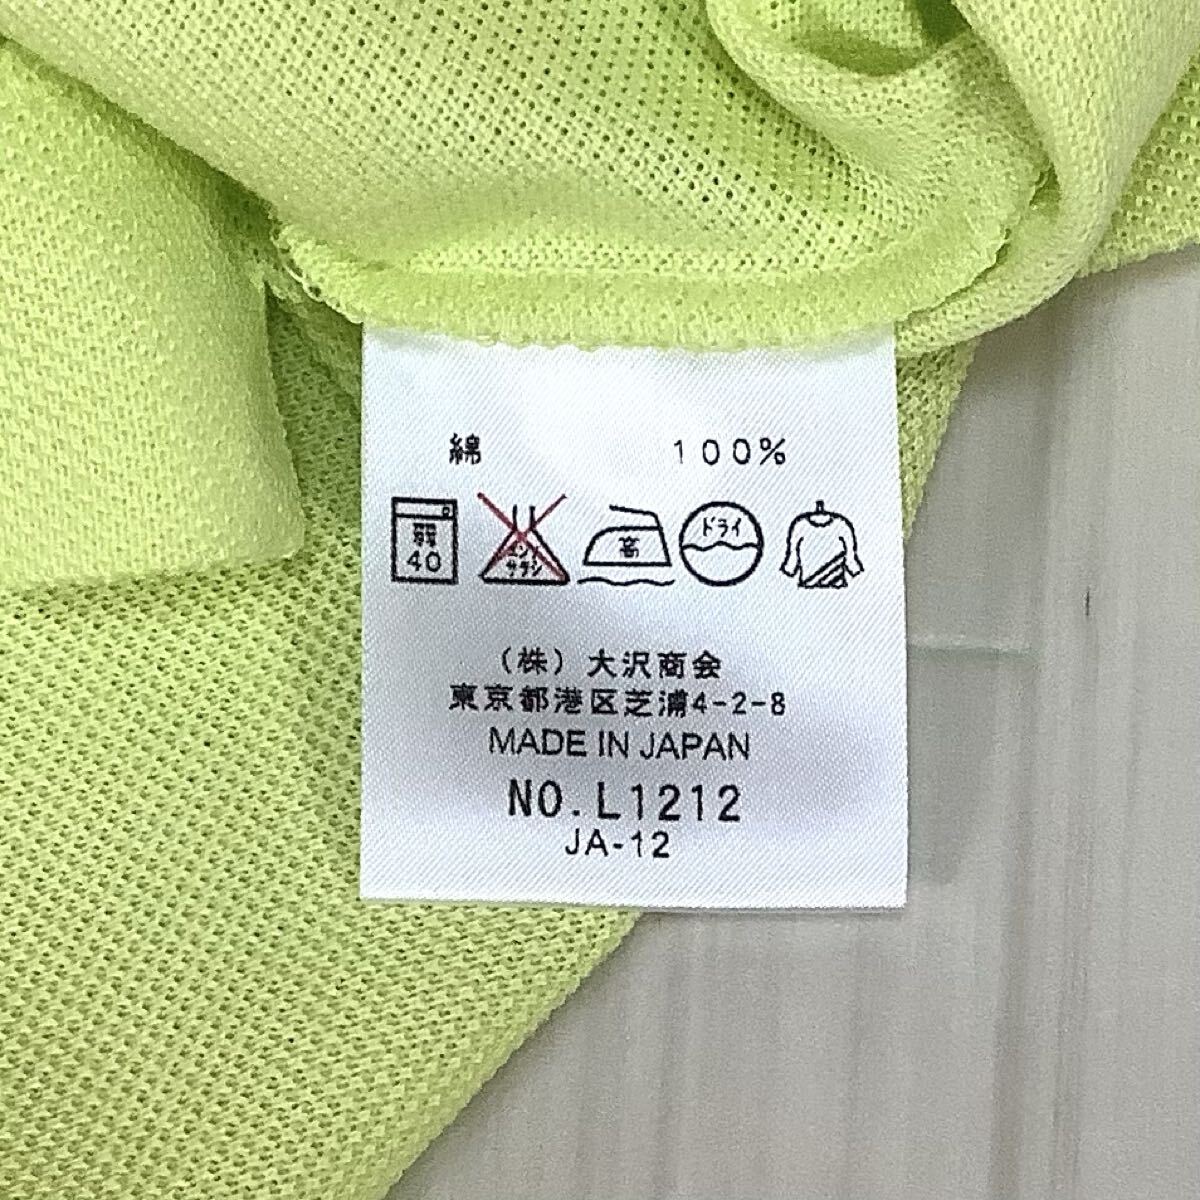 綿 100%
弱 40 エンソ サラシ 高 ドライ
(株)大沢商会
東京都港区芝浦4-2-8
MADE IN JAPAN
NO.L1212
JA-12